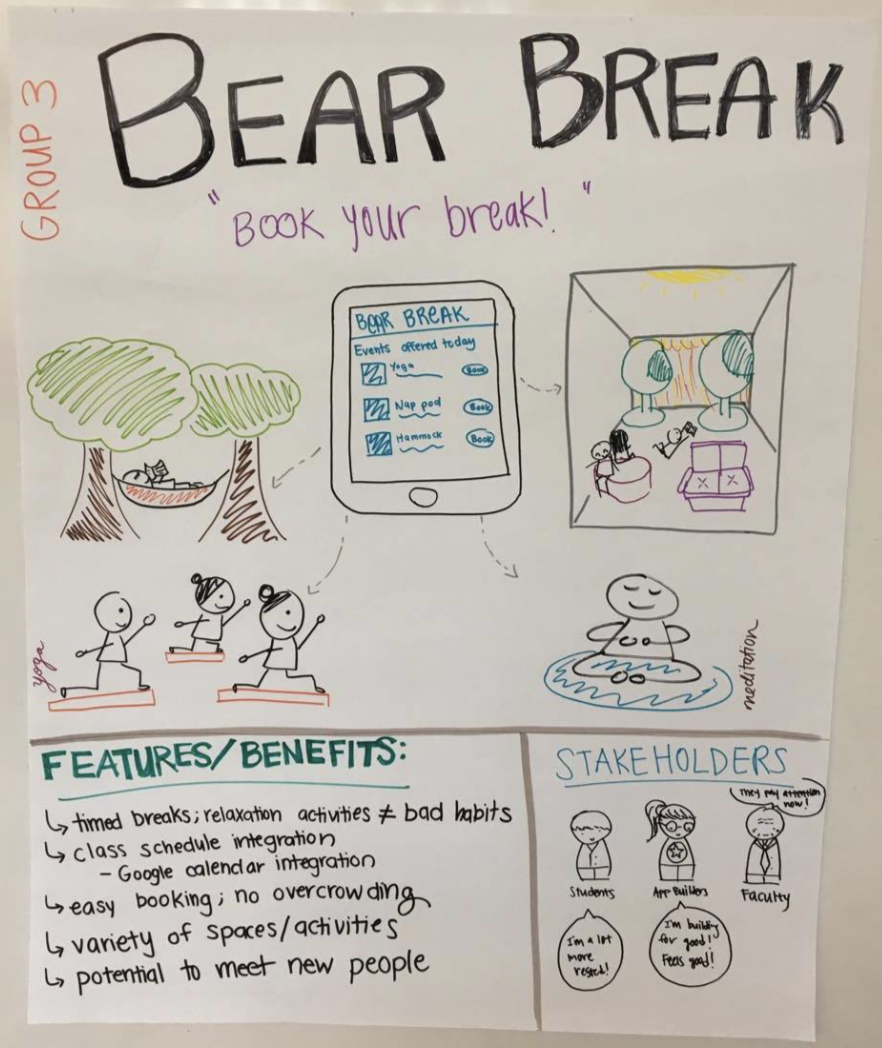 GROUP 3
BEAR BREAK
"Book your break!"
BEAR BREAK
Events offered today
Yoga Book
Nap pod Book
Hammock Book
yoga
meditation
FEATURES/BENEFITS:
↳ timed breaks; relaxation activities ≠ bad habits
↳ class schedule integration
- Google calendar integration
↳ easy booking; no overcrowding
↳ variety of spaces/activities
↳ potential to meet new people
STAKEHOLDERS
They pay attention
now!
Students
App Builders
Faculty
I'm a lot
more
rested!
I'm building
for good!
Feels good!